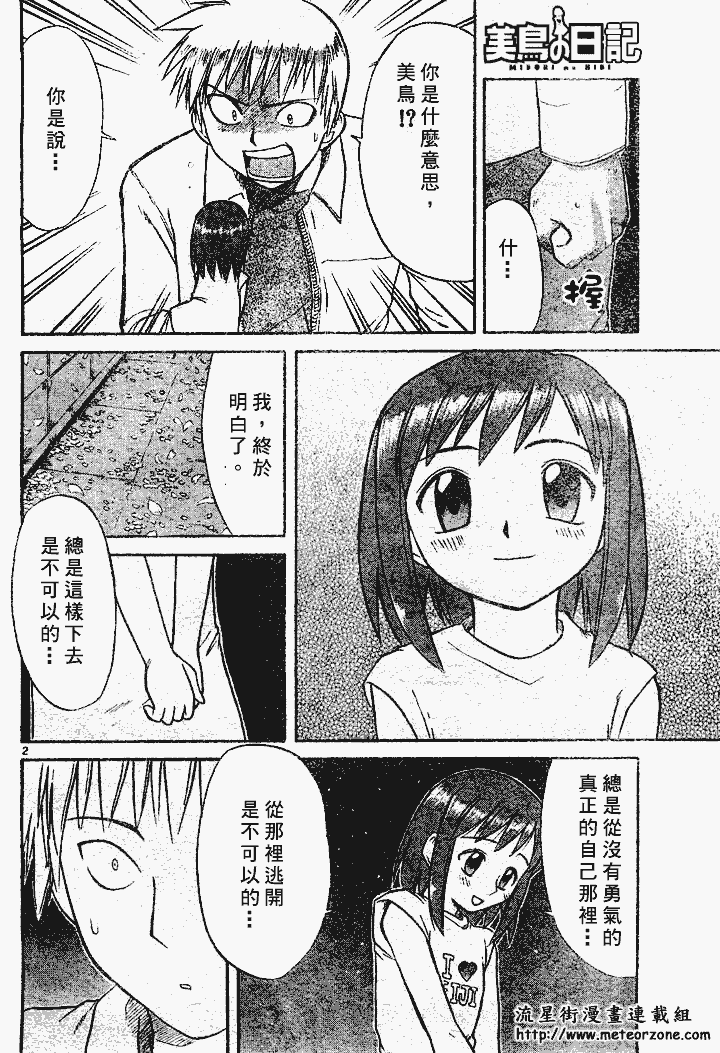 美鳥の日記
MIDORI no HIBI
什…
握
你是什麼意思，
美鳥!?
你是說…
我，終於
明白了。
總是這樣下去
是不可以的…
2
總是從沒有勇氣的
真正的自己那裡…
從那裡逃開
是不可以的…
I ♥
EIJI
流星街漫畫連載組
http://www.meteorzone.com